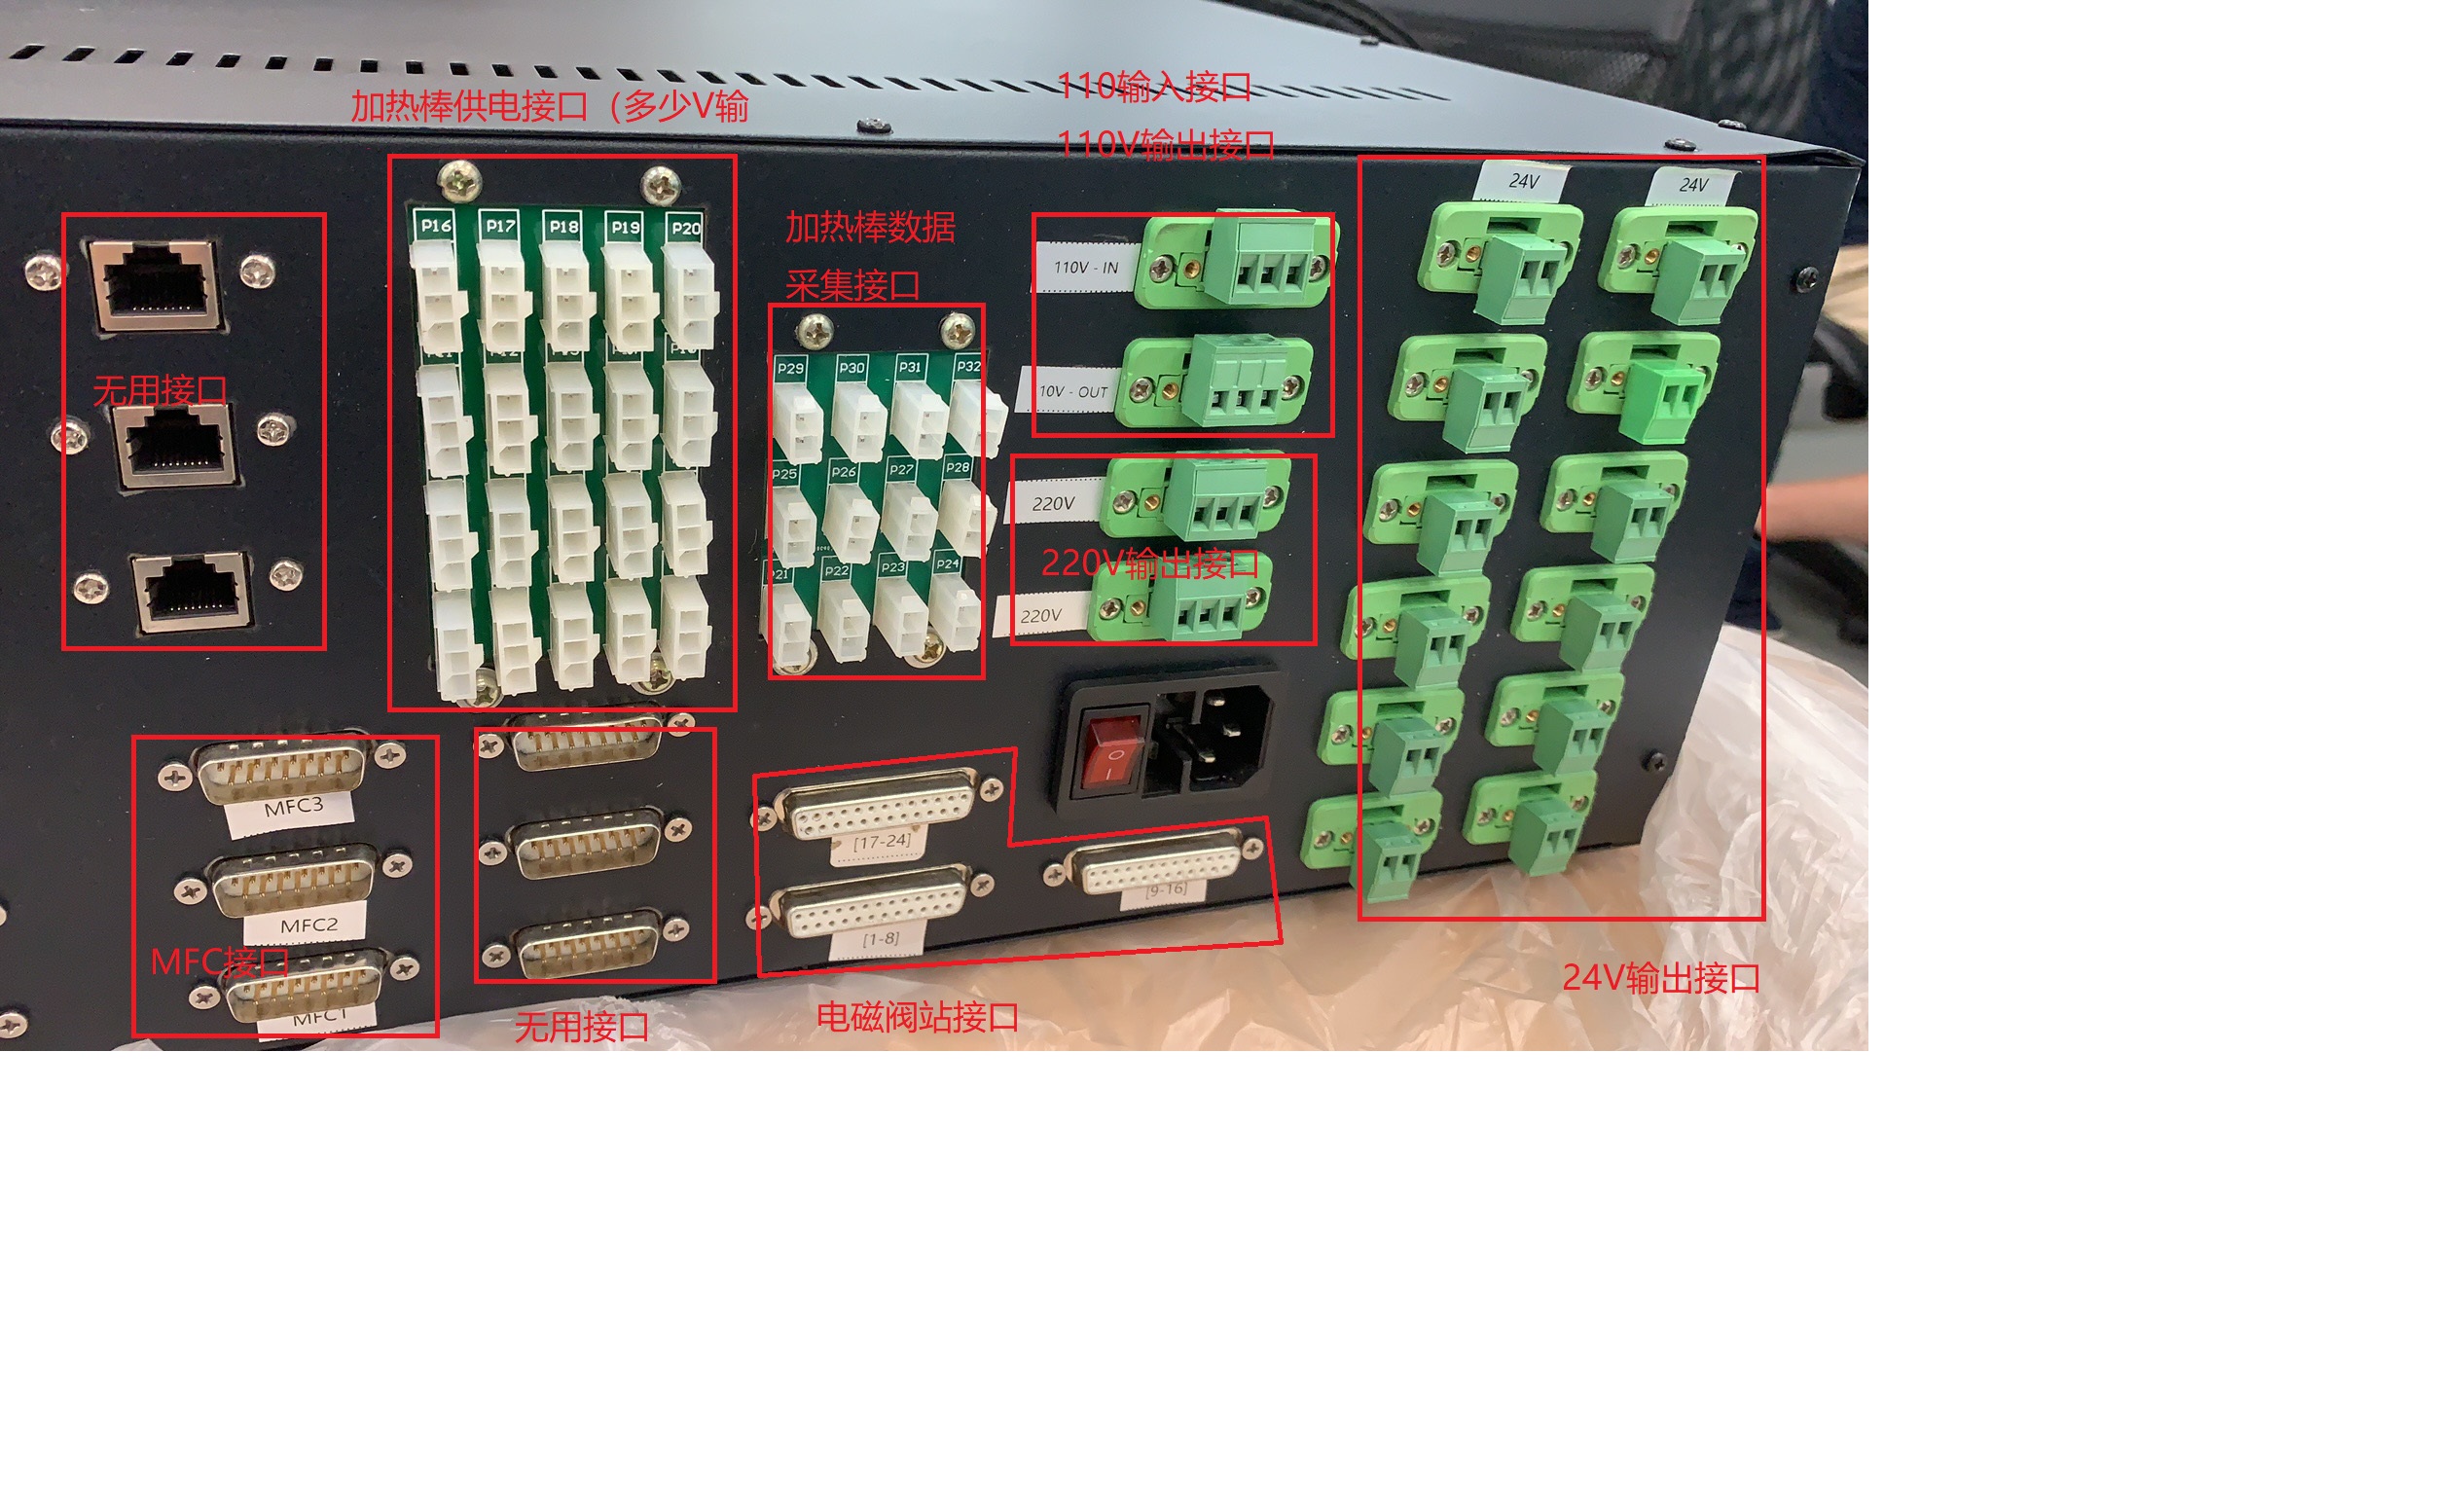 110输入接口
加热棒供电接口（多少V输
110V输出接口
24V
24V
P16
P17
P18
P19
P20
加热棒数据
采集接口
110V - IN
无用接口
P29
P30
P31
P32
10V - OUT
P25
P26
P27
P28
220V
220V输出接口
21
P22
P23
P24
220V
O
I
MFC3
[17-24]
[9-16]
MFC2
[1-8]
MFC接口
MFC1
24V输出接口
电磁阀站接口
无用接口